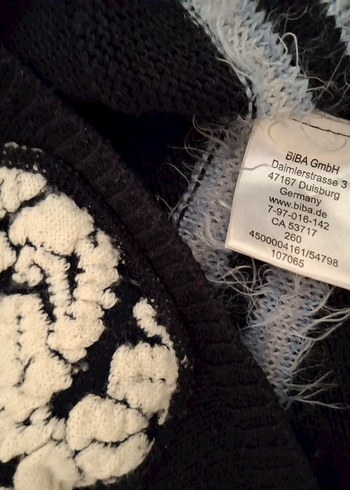 BiBA GmbH
Daimlerstrasse 3
47167 Duisburg
Germany
www.biba.de
7-97-016-142
CA 53717
260
4500004161/54798
107065